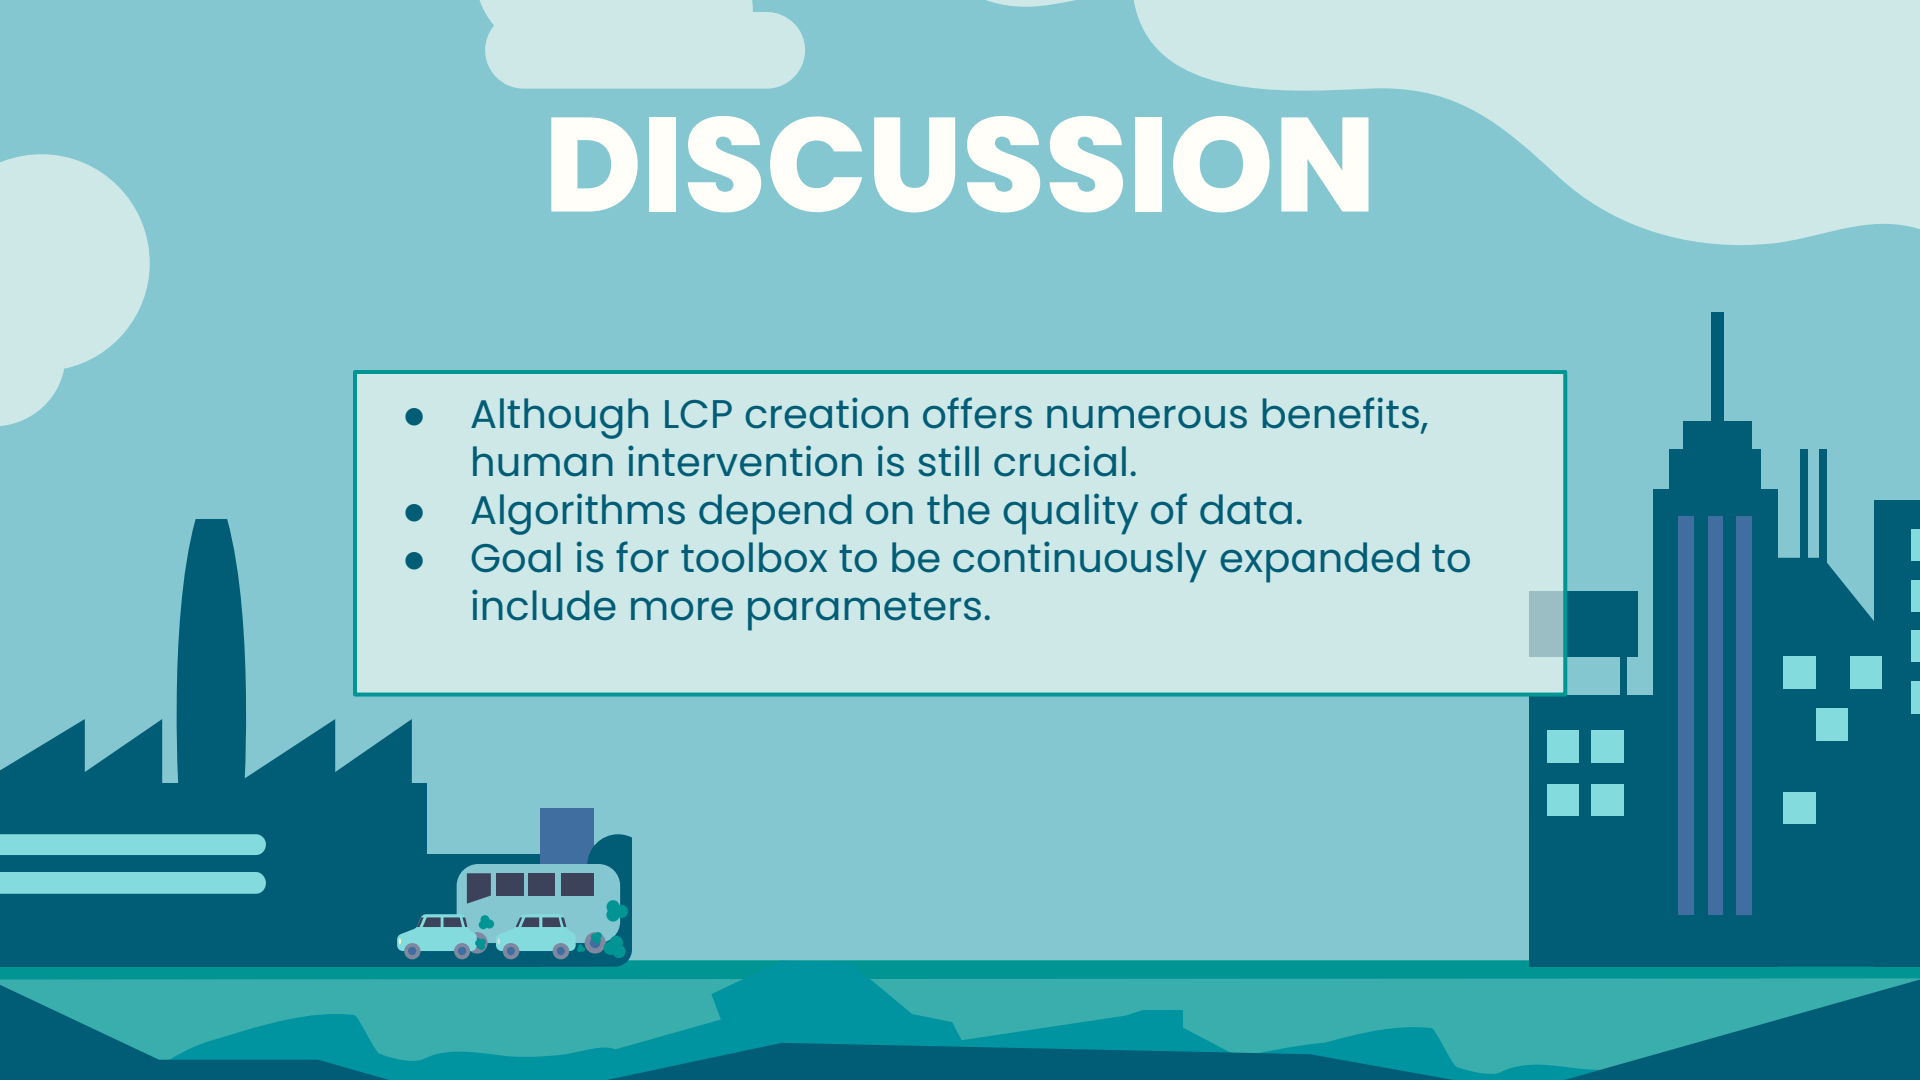 DISCUSSION
● Although LCP creation offers numerous benefits,
human intervention is still crucial.
● Algorithms depend on the quality of data.
● Goal is for toolbox to be continuously expanded to
include more parameters.